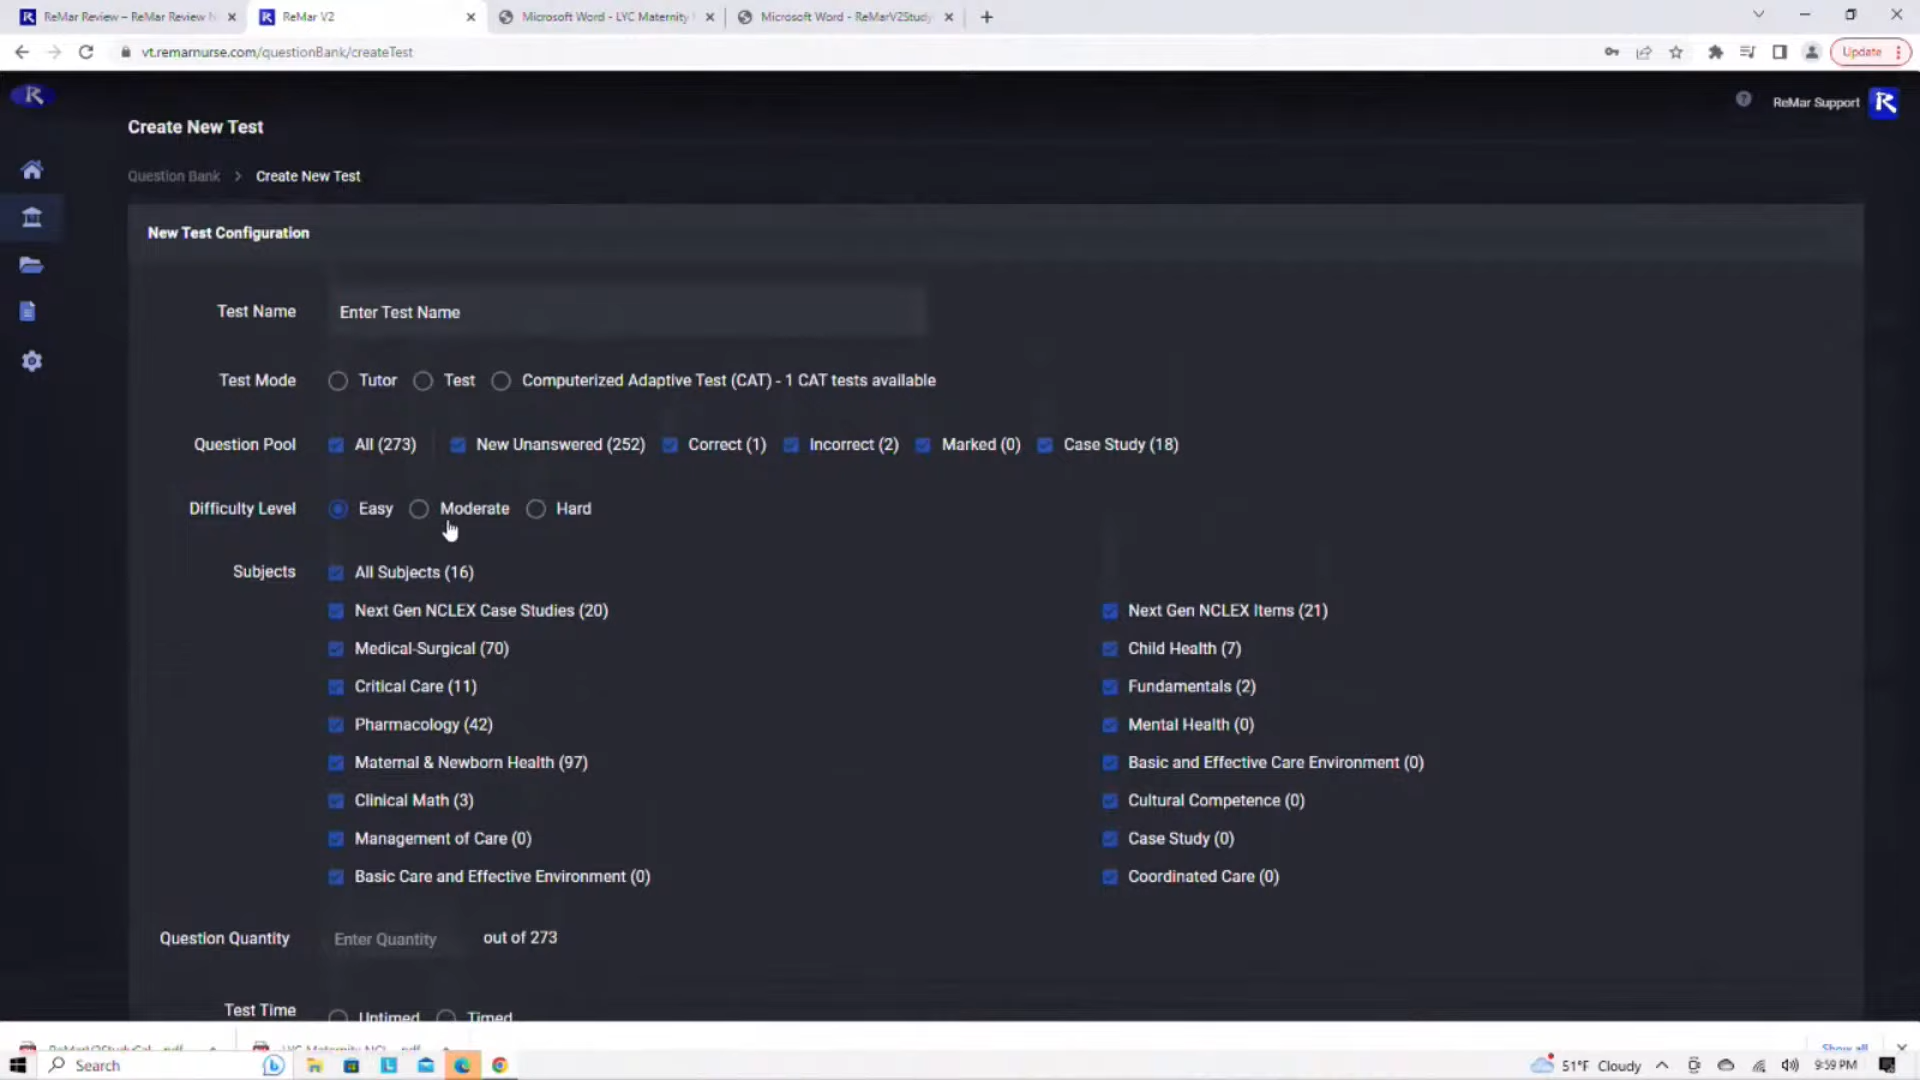 ReMar Review – ReMar Review N
ReMar V2
Microsoft Word - LYC Maternity
Microsoft Word - ReMarV2Study
vt.remarnurse.com/questionBank/createTest
Update
R
ReMar Support
Create New Test
Question Bank > Create New Test
New Test Configuration
Test Name Enter Test Name
Test Mode Tutor Test Computerized Adaptive Test (CAT) - 1 CAT tests available
Question Pool All (273) New Unanswered (252) Correct (1) Incorrect (2) Marked (0) Case Study (18)
Difficulty Level Easy Moderate Hard
Subjects All Subjects (16)
Next Gen NCLEX Case Studies (20) Next Gen NCLEX Items (21)
Medical-Surgical (70) Child Health (7)
Critical Care (11) Fundamentals (2)
Pharmacology (42) Mental Health (0)
Maternal & Newborn Health (97) Basic and Effective Care Environment (0)
Clinical Math (3) Cultural Competence (0)
Management of Care (0) Case Study (0)
Basic Care and Effective Environment (0) Coordinated Care (0)
Question Quantity Enter Quantity out of 273
Test Time Untimed Timed
Show all
Search
51°F Cloudy
9:59 PM